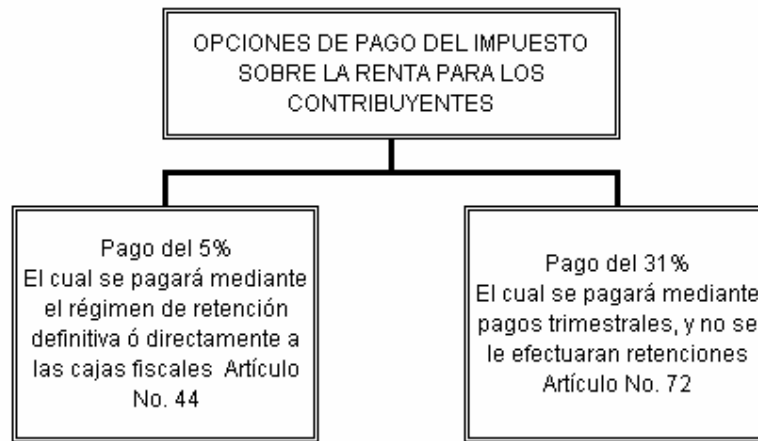 OPCIONES DE PAGO DEL IMPUESTO
SOBRE LA RENTA PARA LOS
CONTRIBUYENTES
Pago del 5%
El cual se pagará mediante
el régimen de retención
definitiva ó directamente a
las cajas fiscales Artículo
No. 44
Pago del 31%
El cual se pagará mediante
pagos trimestrales, y no se
le efectuaran retenciones
Artículo No. 72